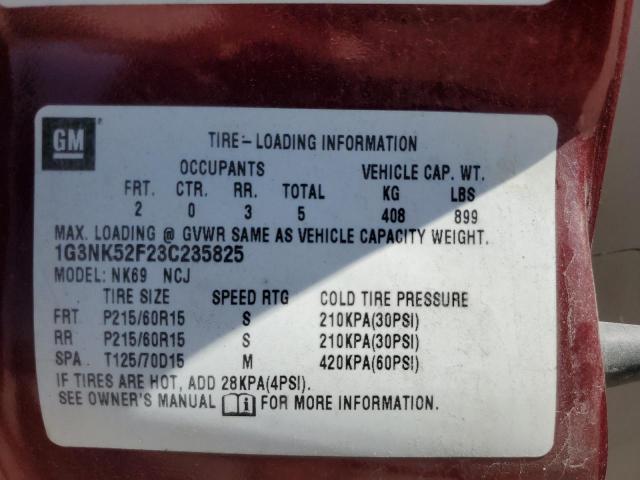 GM
TIRE-LOADING INFORMATION
OCCUPANTS VEHICLE CAP. WT.
FRT. CTR. RR. TOTAL KG LBS
2 0 3 5 408 899
MAX. LOADING @ GVWR SAME AS VEHICLE CAPACITY WEIGHT.
1G3NK52F23C235825
MODEL: NK69 NCJ
TIRE SIZE SPEED RTG COLD TIRE PRESSURE
FRT P215/60R15 S 210KPA(30PSI)
RR P215/60R15 S 210KPA(30PSI)
SPA T125/70D15 M 420KPA(60PSI)
IF TIRES ARE HOT, ADD 28KPA(4PSI).
SEE OWNER'S MANUAL FOR MORE INFORMATION.